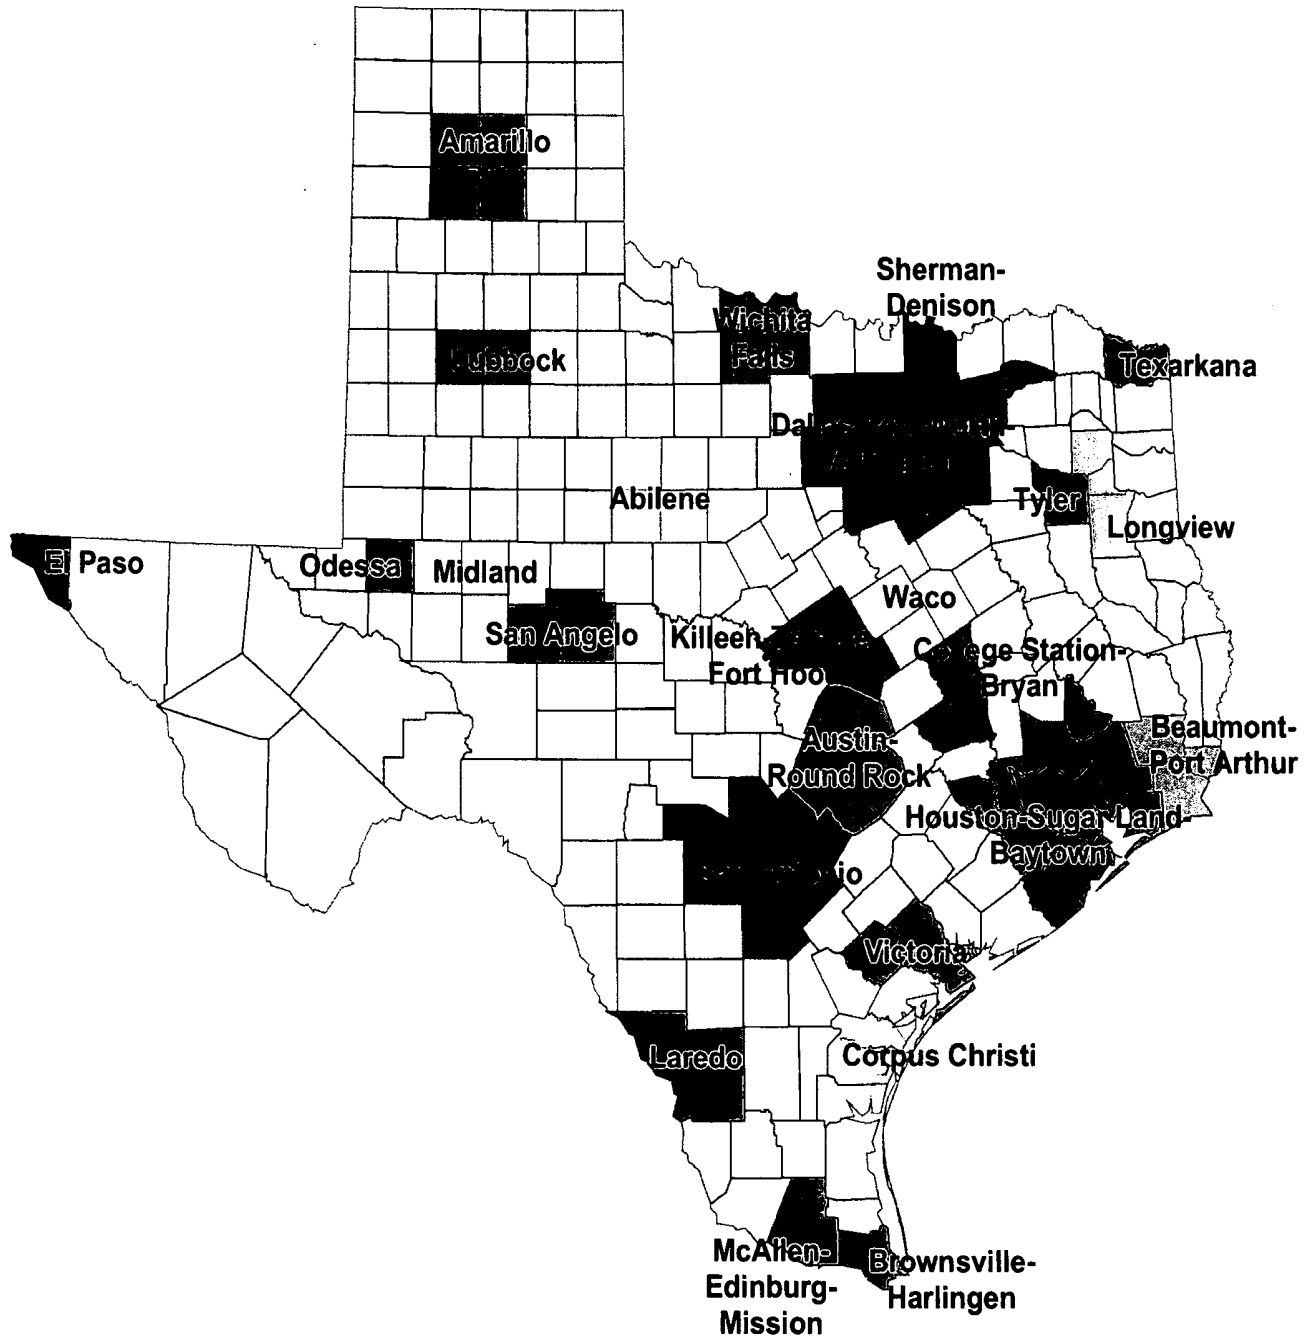 Amarillo
Sherman-
Denison
Wichita
Falls
Lubbock
Texarkana
Abilene
Tyler
Longview
El Paso
Odessa
Midland
Waco
San Angelo
Killeen-
Fort Hoo
College Station-
Bryan
Austin-
Round Rock
Beaumont-
Port Arthur
Houston-Sugar Land-
Baytown
Victoria
Laredo
Corpus Christi
McAllen-
Edinburg-
Mission
Brownsville-
Harlingen